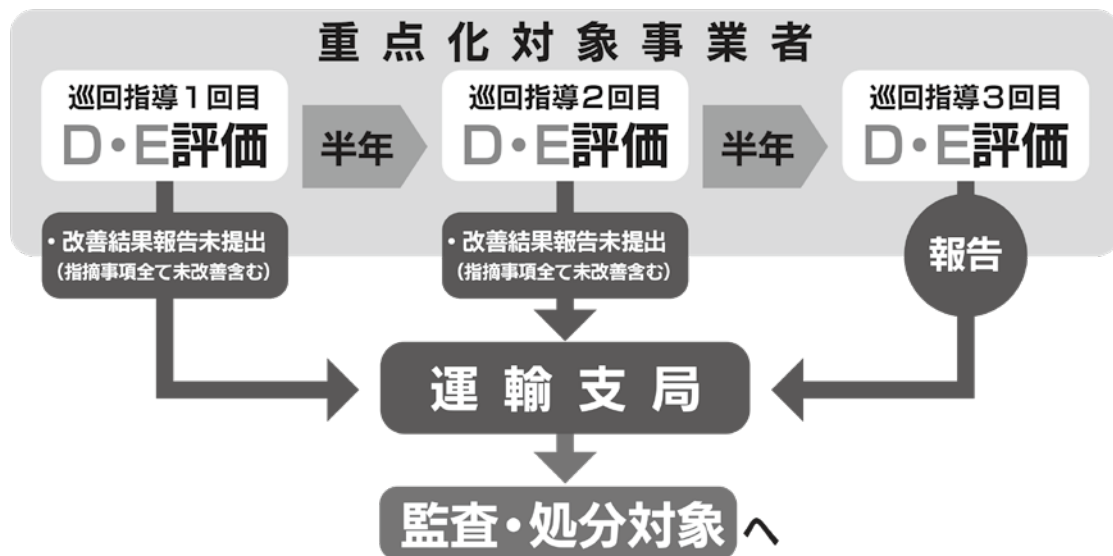 重点化対象事業者
巡回指導1回目
D・E評価
半年
巡回指導2回目
D・E評価
半年
巡回指導3回目
D・E評価
・改善結果報告未提出
（指摘事項全て未改善含む）
・改善結果報告未提出
（指摘事項全て未改善含む）
報告
運輸支局
監査・処分対象へ